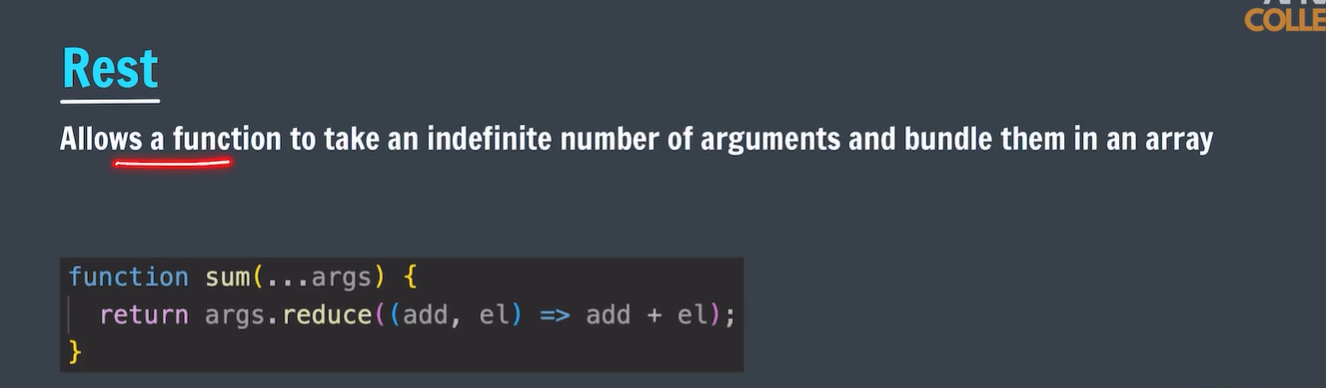 COLLE
Rest
Allows a function to take an indefinite number of arguments and bundle them in an array
function sum(...args) {
return args.reduce((add, el) => add + el);
}